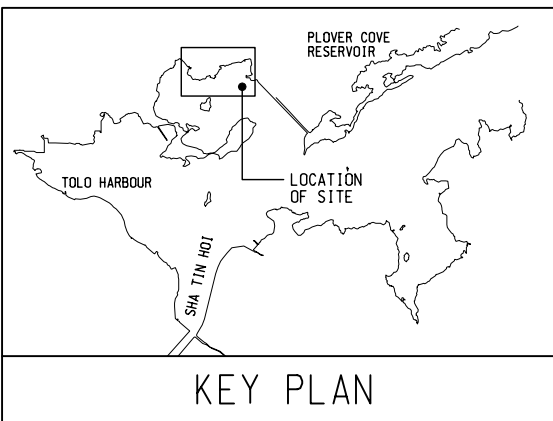 PLOVER COVE
RESERVOIR
TOLO HARBOUR
LOCATION
OF SITE
SHA TIN HOI
KEY PLAN